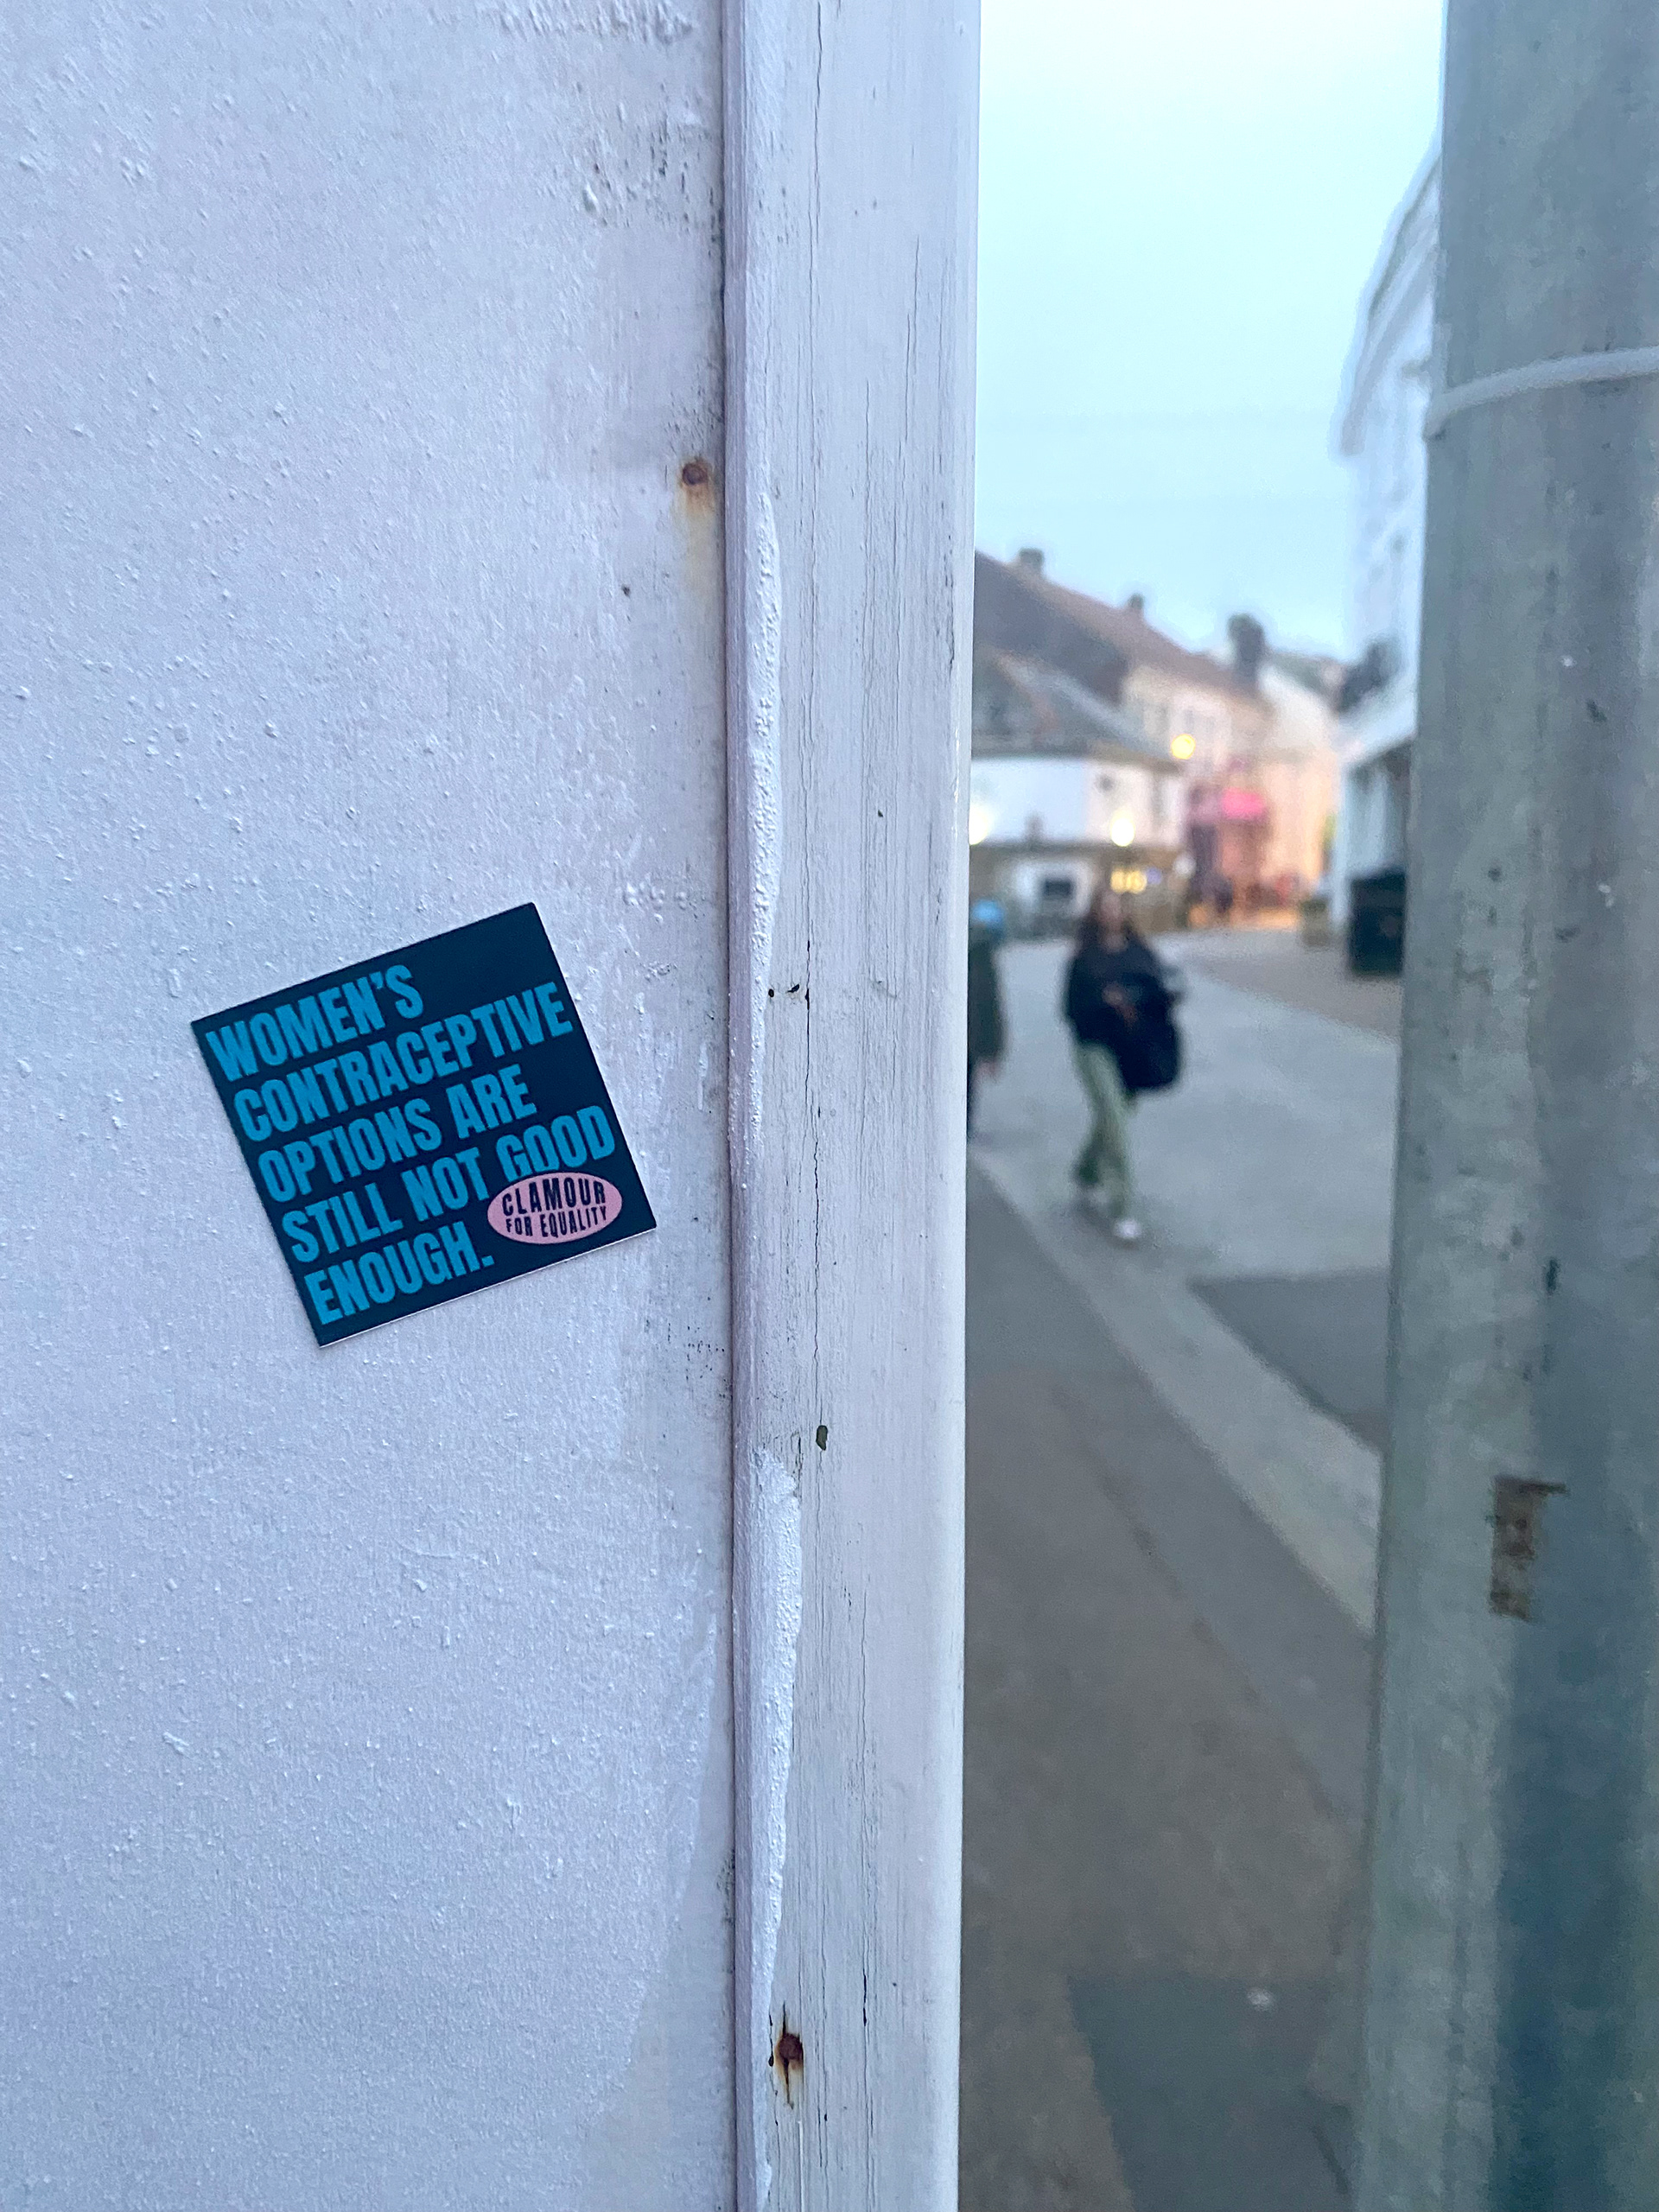 WOMEN'S
CONTRACEPTIVE
OPTIONS ARE
STILL NOT GOOD
ENOUGH.
CLAMOUR
FOR EQUALITY